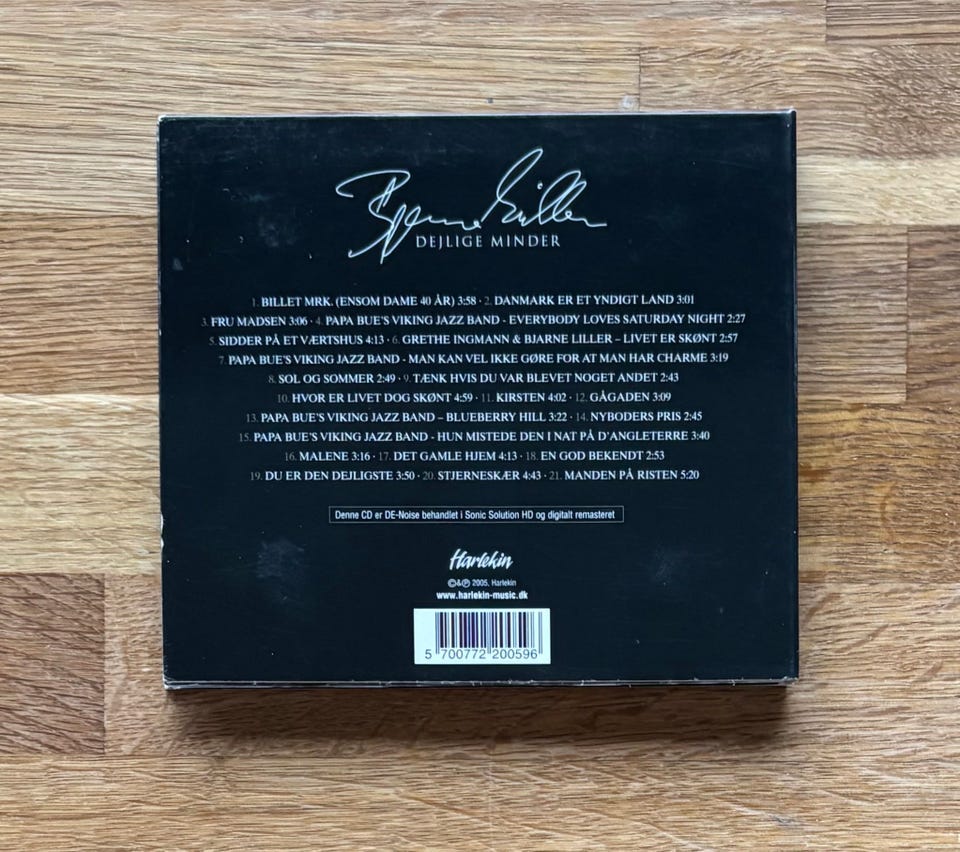 Bjarne Liller
DEJLIGE MINDER
1. BILLET MRK. (ENSOM DAME 40 ÅR) 3:58 · 2. DANMARK ER ET YNDIGT LAND 3:01
3. FRU MADSEN 3:06 · 4. PAPA BUE'S VIKING JAZZ BAND - EVERYBODY LOVES SATURDAY NIGHT 2:27
5. SIDDER PÅ ET VÆRTSHUS 4:13 · 6. GRETHE INGMANN & BJARNE LILLER – LIVET ER SKØNT 2:57
7. PAPA BUE'S VIKING JAZZ BAND - MAN KAN VEL IKKE GØRE FOR AT MAN HAR CHARME 3:19
8. SOL OG SOMMER 2:49 · 9. TÆNK HVIS DU VAR BLEVET NOGET ANDET 2:43
10. HVOR ER LIVET DOG SKØNT 4:59 · 11. KIRSTEN 4:02 · 12. GÅGADEN 3:09
13. PAPA BUE'S VIKING JAZZ BAND – BLUEBERRY HILL 3:22 · 14. NYBODERS PRIS 2:45
15. PAPA BUE'S VIKING JAZZ BAND - HUN MISTEDE DEN I NAT PÅ D'ANGLETERRE 3:40
16. MALENE 3:16 · 17. DET GAMLE HJEM 4:13 · 18. EN GOD BEKENDT 2:53
19. DU ER DEN DEJLIGSTE 3:50 · 20. STJERNESKÆR 4:43 · 21. MANDEN PÅ RISTEN 5:20
Denne CD er DE-Noise behandlet i Sonic Solution HD og digitalt remasteret
Harlekin
©&℗ 2005, Harlekin
www.harlekin-music.dk
5 700772 200596